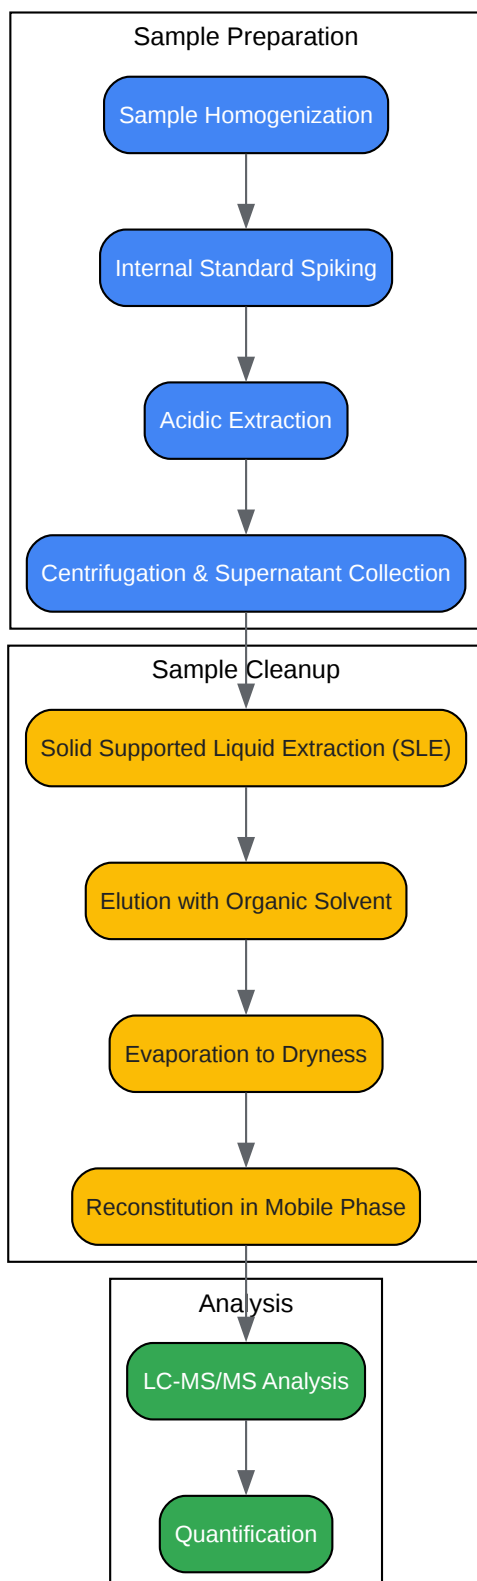 Sample Preparation
Sample Homogenization
Internal Standard Spiking
Acidic Extraction
Centrifugation & Supernatant Collection
Sample Cleanup
Solid Supported Liquid Extraction (SLE)
Elution with Organic Solvent
Evaporation to Dryness
Reconstitution in Mobile Phase
Analysis
LC-MS/MS Analysis
Quantification